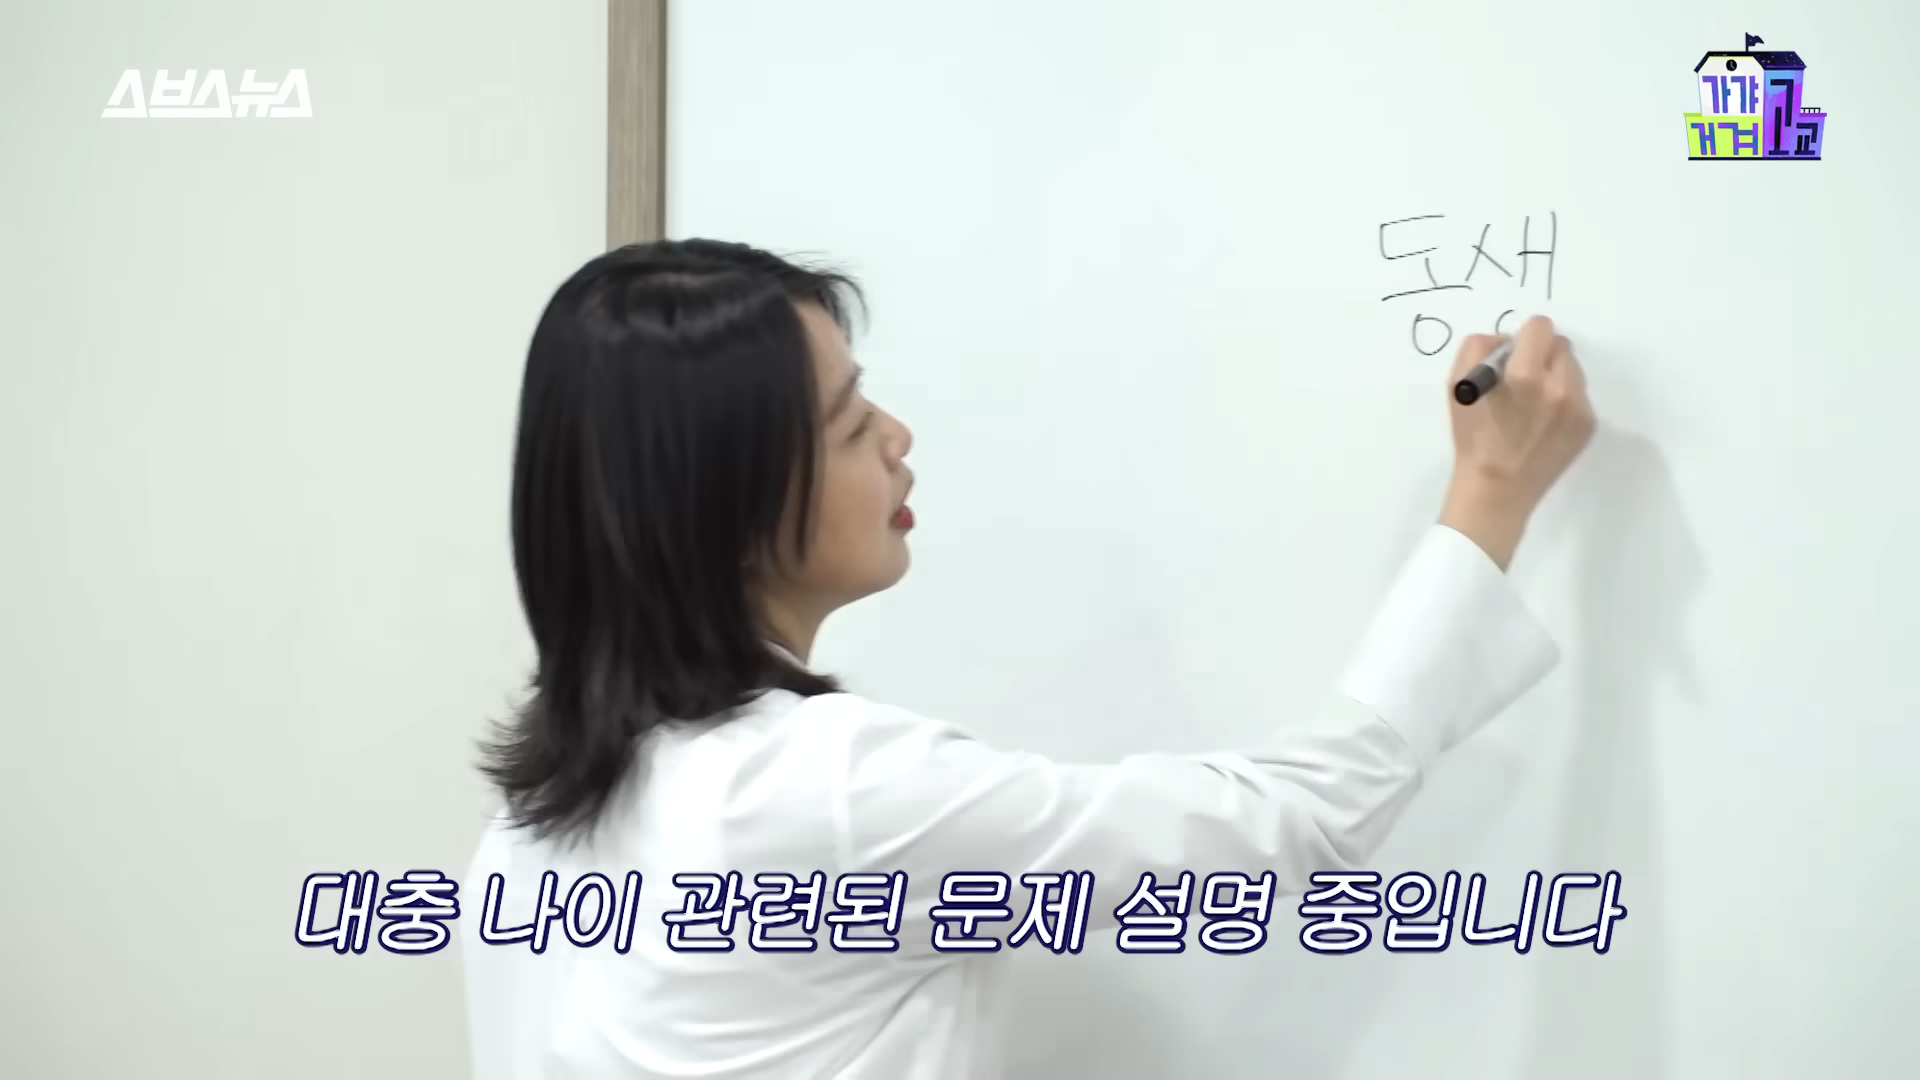 스브스뉴스
가갸
거겨
고교
동생
대충 나이 관련된 문제 설명 중입니다